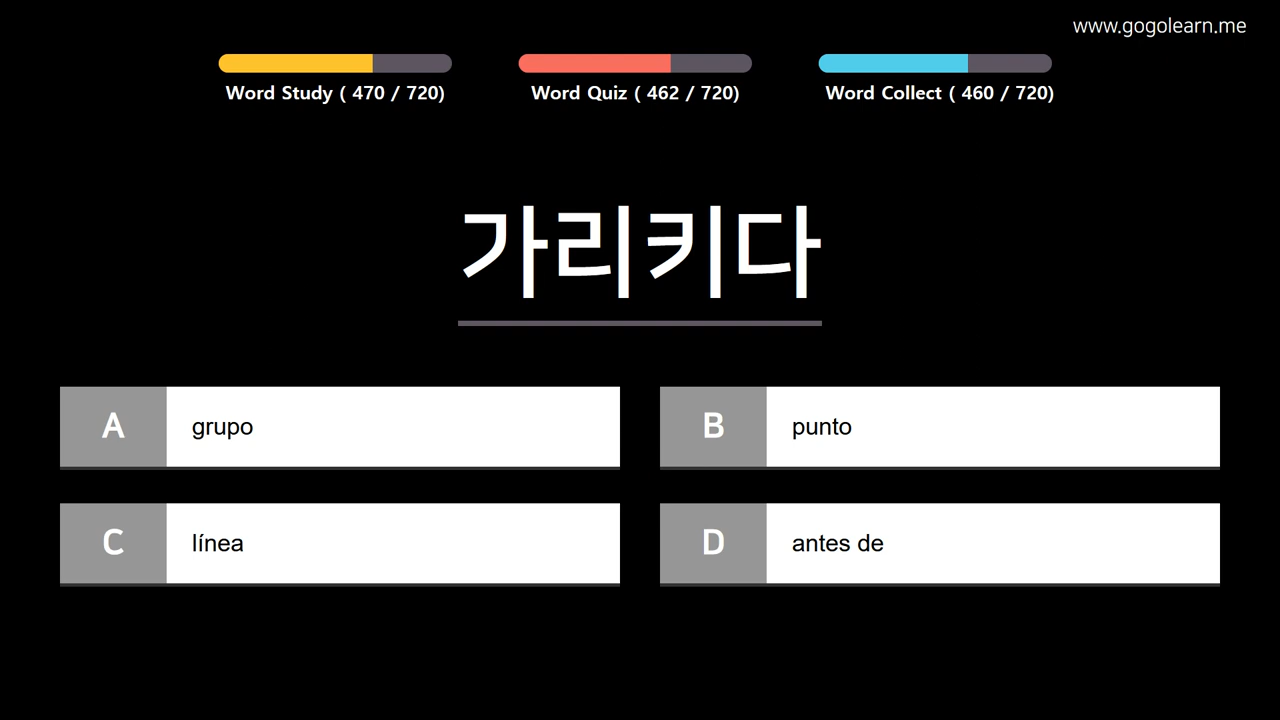 www.gogolearn.me
Word Study ( 470 / 720)
Word Quiz ( 462 / 720)
Word Collect ( 460 / 720)
가리키다
A grupo
B punto
C línea
D antes de